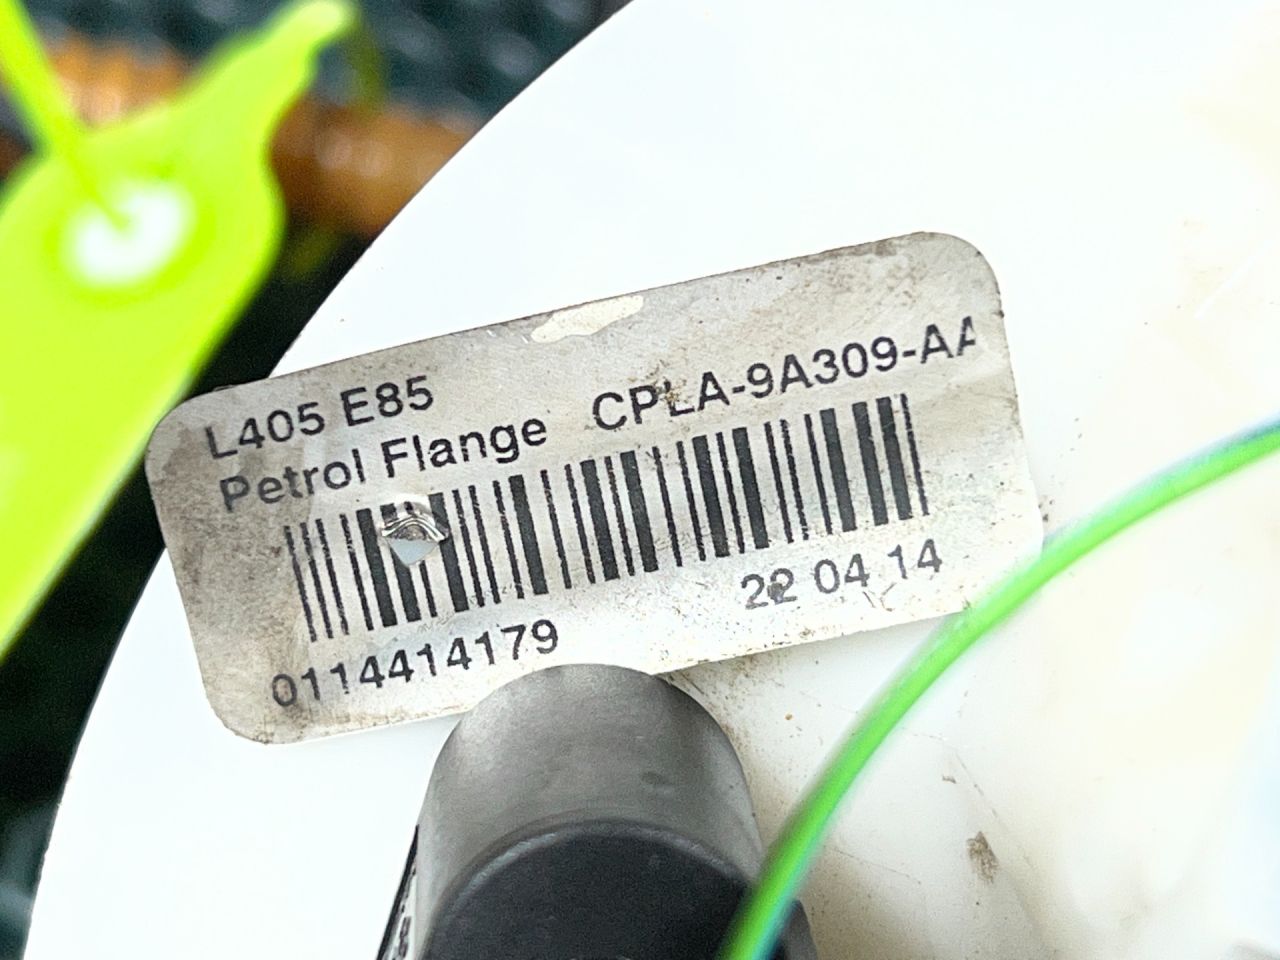 L405 E85
Petrol Flange CPLA-9A309-AA
22 04 14
0114414179